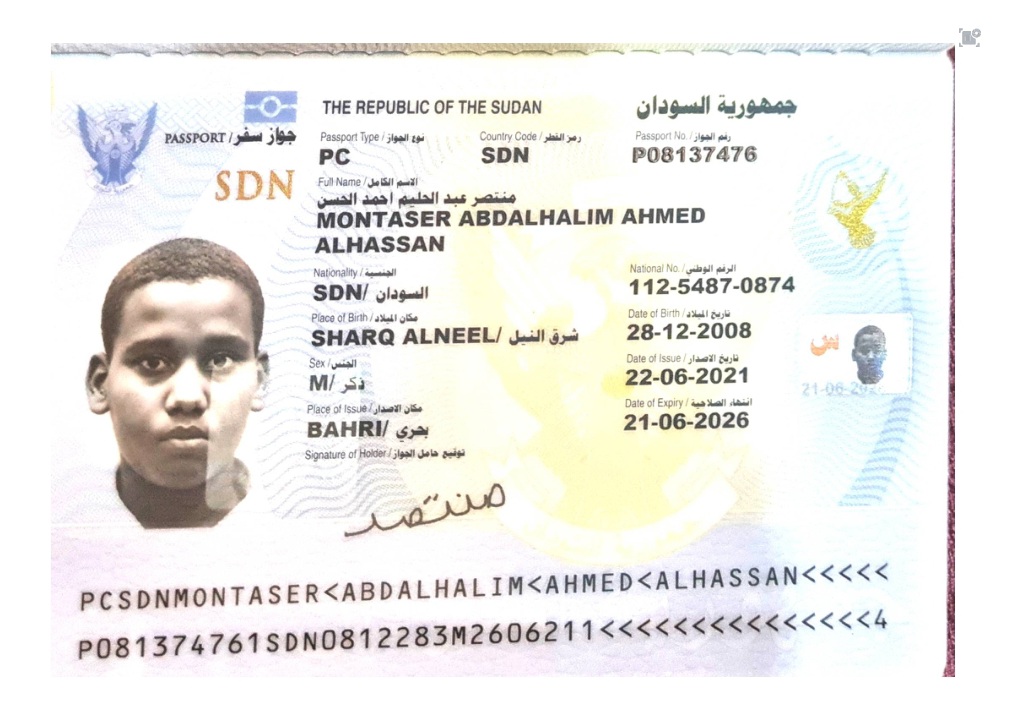 THE REPUBLIC OF THE SUDAN جمهورية السودان
PASSPORT / جواز سفر
SDN
Passport Type / نوع الجواز Country Code / رمز القطر Passport No. / رقم الجواز
PC SDN P08137476
Full Name / الاسم الكامل
منتصر عبد الحليم احمد الحسن
MONTASER ABDALHALIM AHMED
ALHASSAN
Nationality / الجنسية National No. / الرقم الوطني
SDN/ السودان 112-5487-0874
Place of Birth / مكان الميلاد Date of Birth / تاريخ الميلاد
SHARQ ALNEEL/ شرق النيل 28-12-2008
Sex / الجنس Date of Issue / تاريخ الاصدار
M/ ذكر 22-06-2021
Place of Issue / مكان الاصدار Date of Expiry / انتهاء الصلاحية
BAHRI/ بحري 21-06-2026
Signature of Holder / توقيع حامل الجواز
منتصر
PCSDNMONTASER<ABDALHALIM<AHMED<ALHASSAN<<<<<
P081374761SDN0812283M2606211<<<<<<<<<<<<<<<4